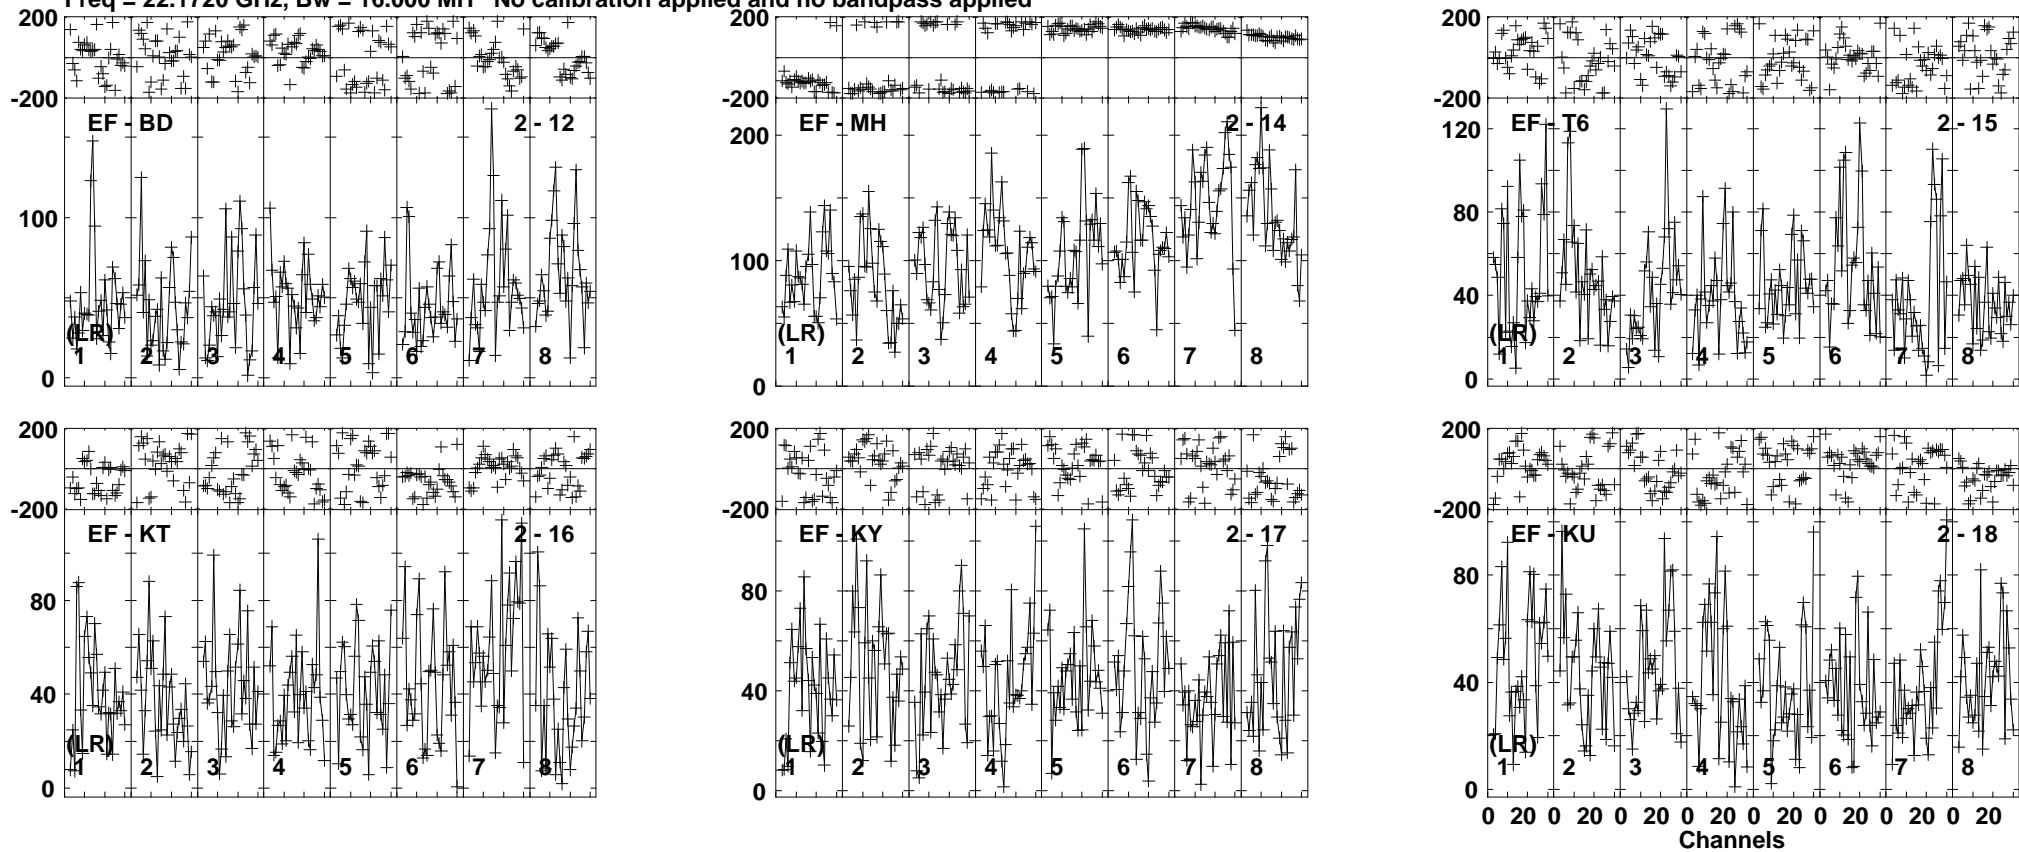 Freq = 22.1720 GHz, Bw = 16.000 MH No calibration applied and no bandpass applied
200 200 200
-200 -200 -200
EF - BD 2 - 12 EF - MH 2 - 14 EF - T6 2 - 15
200 120
100 80
100 40
(LR) (LR) (LR)
1 2 3 4 5 6 7 8 1 2 3 4 5 6 7 8 1 2 3 4 5 6 7 8
0 0 0
200 200 200
-200 -200 -200
EF - KT 2 - 16 EF - KY 2 - 17 EF - KU 2 - 18
80 80 80
40 40 40
(LR) (LR) (LR)
1 2 3 4 5 6 7 8 1 2 3 4 5 6 7 8 1 2 3 4 5 6 7 8
0 0 0
0 20 0 20 0 20 0 20 0 20 0 20 0 20 0 20
Channels